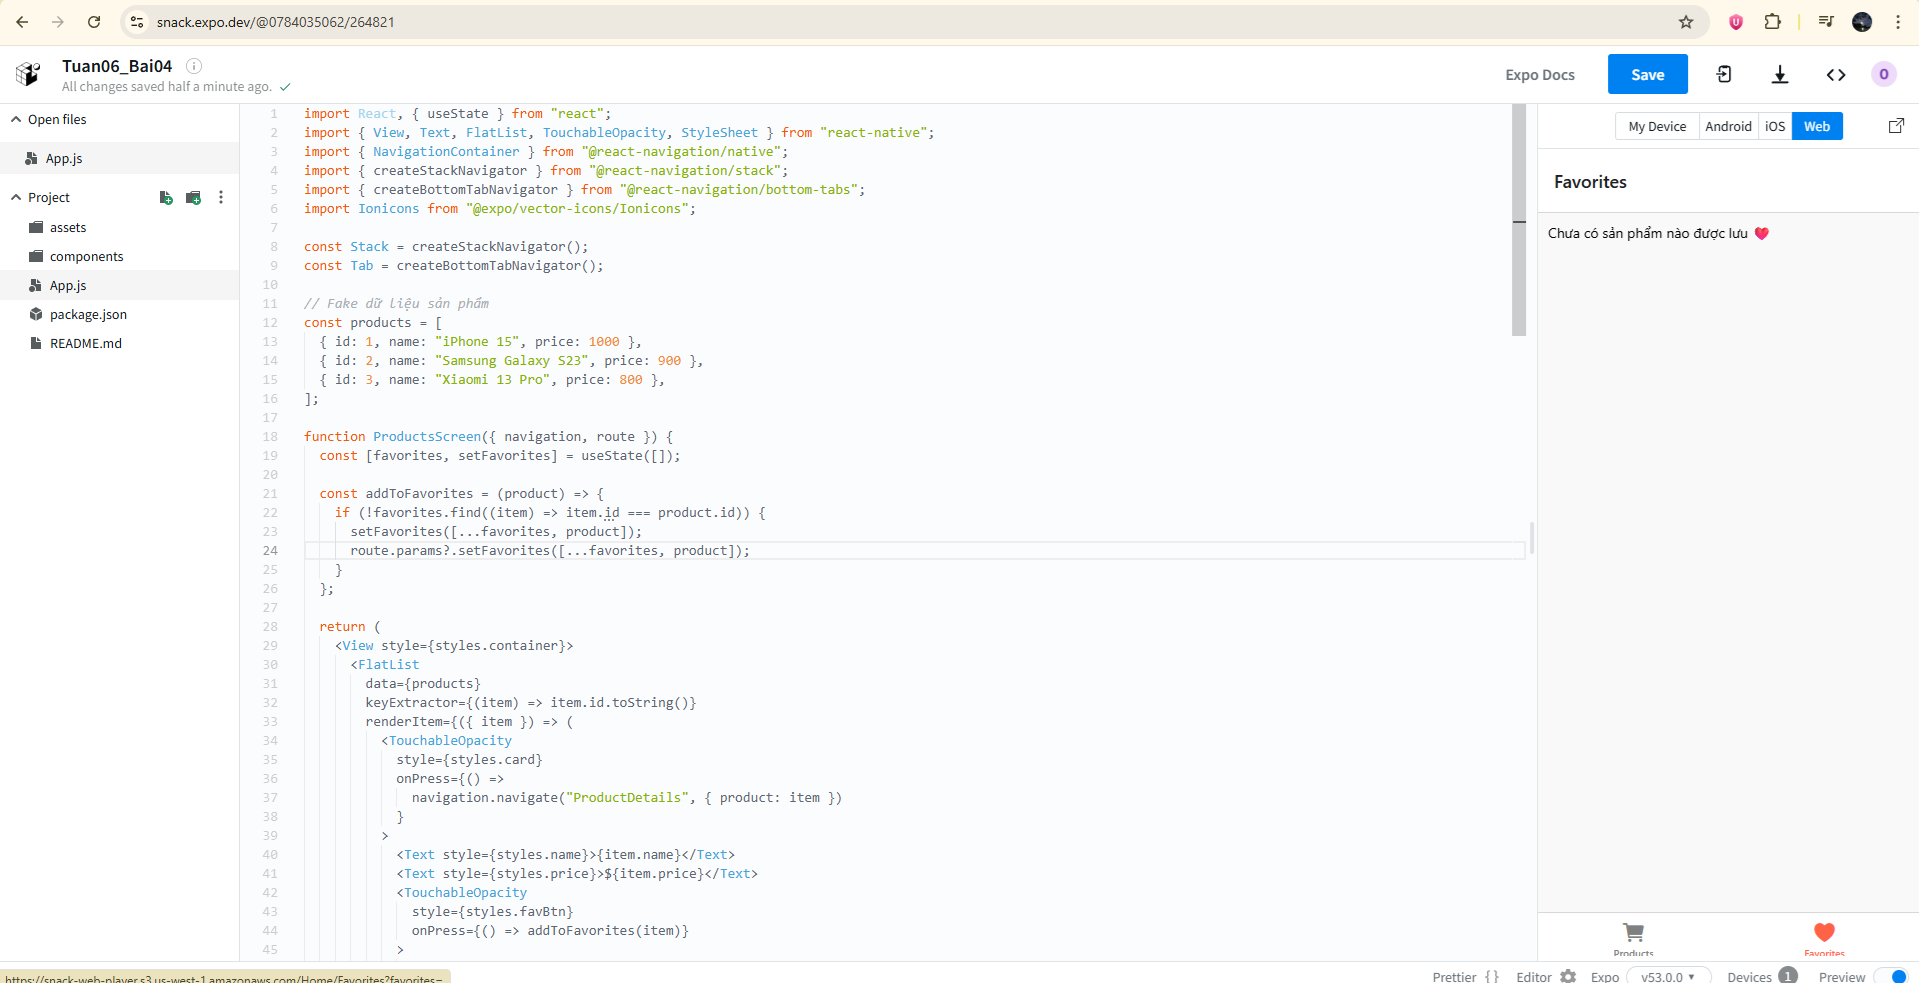 snack.expo.dev/@0784035062/264821
Tuan06_Bai04
All changes saved half a minute ago.
Expo Docs
Save
O
Open files
App.js
Project
assets
components
App.js
package.json
README.md
1 import React, { useState } from "react";
2 import { View, Text, FlatList, TouchableOpacity, StyleSheet } from "react-native";
3 import { NavigationContainer } from "@react-navigation/native";
4 import { createStackNavigator } from "@react-navigation/stack";
5 import { createBottomTabNavigator } from "@react-navigation/bottom-tabs";
6 import Ionicons from "@expo/vector-icons/Ionicons";
7
8 const Stack = createStackNavigator();
9 const Tab = createBottomTabNavigator();
10
11 // Fake dữ liệu sản phẩm
12 const products = [
13 { id: 1, name: "iPhone 15", price: 1000 },
14 { id: 2, name: "Samsung Galaxy S23", price: 900 },
15 { id: 3, name: "Xiaomi 13 Pro", price: 800 },
16 ];
17
18 function ProductsScreen({ navigation, route }) {
19 const [favorites, setFavorites] = useState([]);
20
21 const addToFavorites = (product) => {
22 if (!favorites.find((item) => item.id === product.id)) {
23 setFavorites([...favorites, product]);
24 route.params?.setFavorites([...favorites, product]);
25 }
26 };
27
28 return (
29 <View style={styles.container}>
30 <FlatList
31 data={products}
32 keyExtractor={(item) => item.id.toString()}
33 renderItem={({ item }) => (
34 <TouchableOpacity
35 style={styles.card}
36 onPress={() =>
37 navigation.navigate("ProductDetails", { product: item })
38 }
39 >
40 <Text style={styles.name}>{item.name}</Text>
41 <Text style={styles.price}>${item.price}</Text>
42 <TouchableOpacity
43 style={styles.favBtn}
44 onPress={() => addToFavorites(item)}
45 >
My Device
Android
iOS
Web
Favorites
Chưa có sản phẩm nào được lưu ❤️
Products
Favorites
https://snack-web-player.s3.us-west-1.amazonaws.com/Home/Favorites?favorites=
Prettier { }
Editor
Expo
v53.0.0
Devices 1
Preview